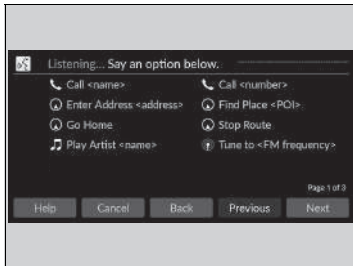 Listening... Say an option below.
Call <name> Call <number>
Enter Address <address> Find Place <POI>
Go Home Stop Route
Play Artist <name> Tune to <FM frequency>
Page 1 of 3
Help Cancel Back Previous Next